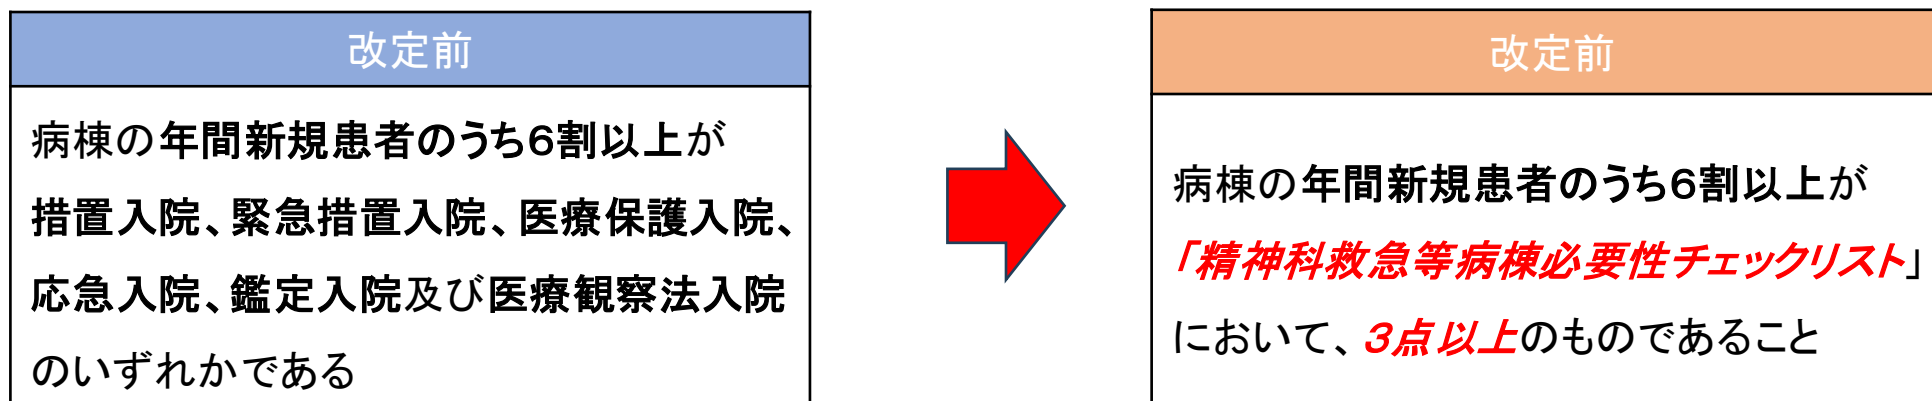 改定前
病棟の年間新規患者のうち６割以上が
措置入院、緊急措置入院、医療保護入院、
応急入院、鑑定入院及び医療観察法入院
のいずれかである
改定前
病棟の年間新規患者のうち６割以上が
「精神科救急等病棟必要性チェックリスト」
において、３点以上のものであること